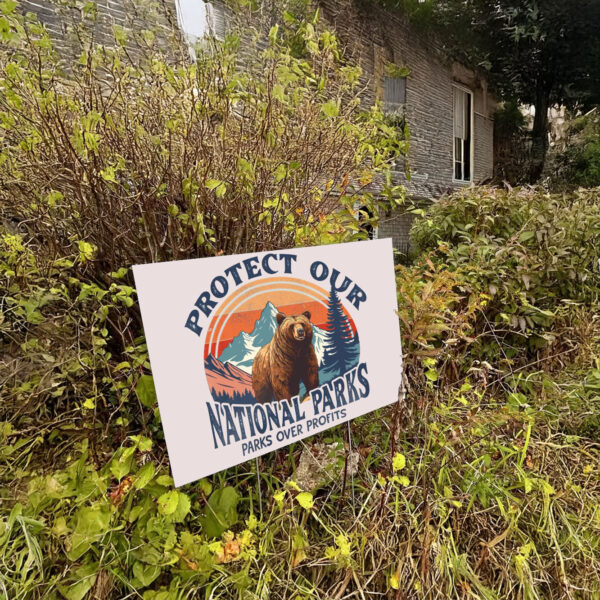 PROTECT OUR
NATIONAL PARKS
PARKS OVER PROFITS